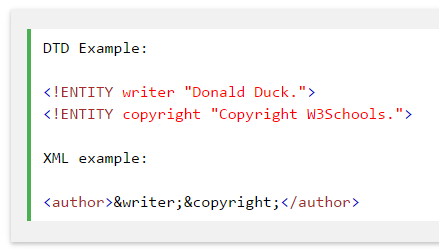 DTD Example:
<!ENTITY writer "Donald Duck.">
<!ENTITY copyright "Copyright W3Schools.">
XML example:
<author>&writer;&copyright;</author>